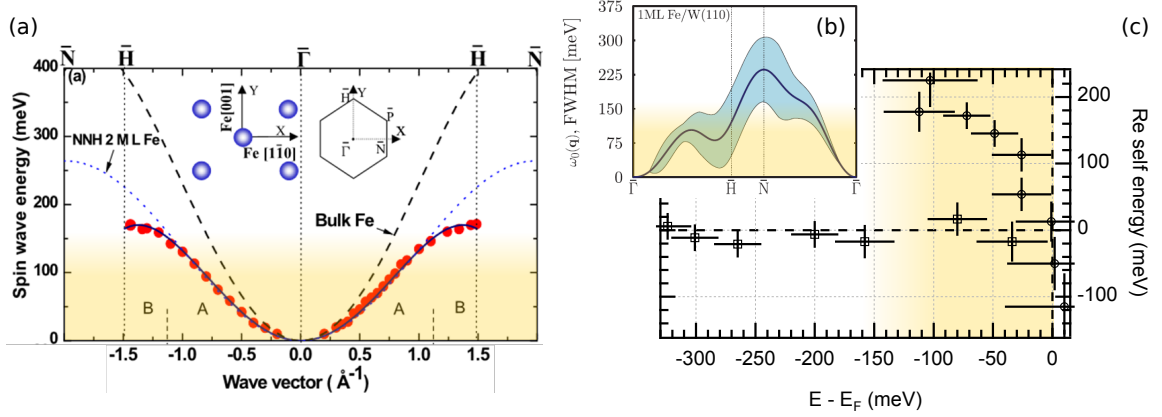 (a)
N̄ H̄ Γ̄ H̄ N̄
400
300
200
100
0
Spin wave energy (meV)
(a)
NNH 2 M L Fe
Fe[001]
Y
X
Fe [11̄0]
Y
H̄
P̄
X
Γ̄
N̄
Bulk Fe
B A A B
-1.5 -1.0 -0.5 0.0 0.5 1.0 1.5
Wave vector ( Å⁻¹)
(b)
1ML Fe/W(110)
375
300
225
150
75
0
ω₀(q), FWHM [meV]
Γ̄ H̄ N̄ Γ̄
(c)
200
100
0
-100
Re self energy (meV)
-300 -250 -200 -150 -100 -50 0
E - E_F (meV)